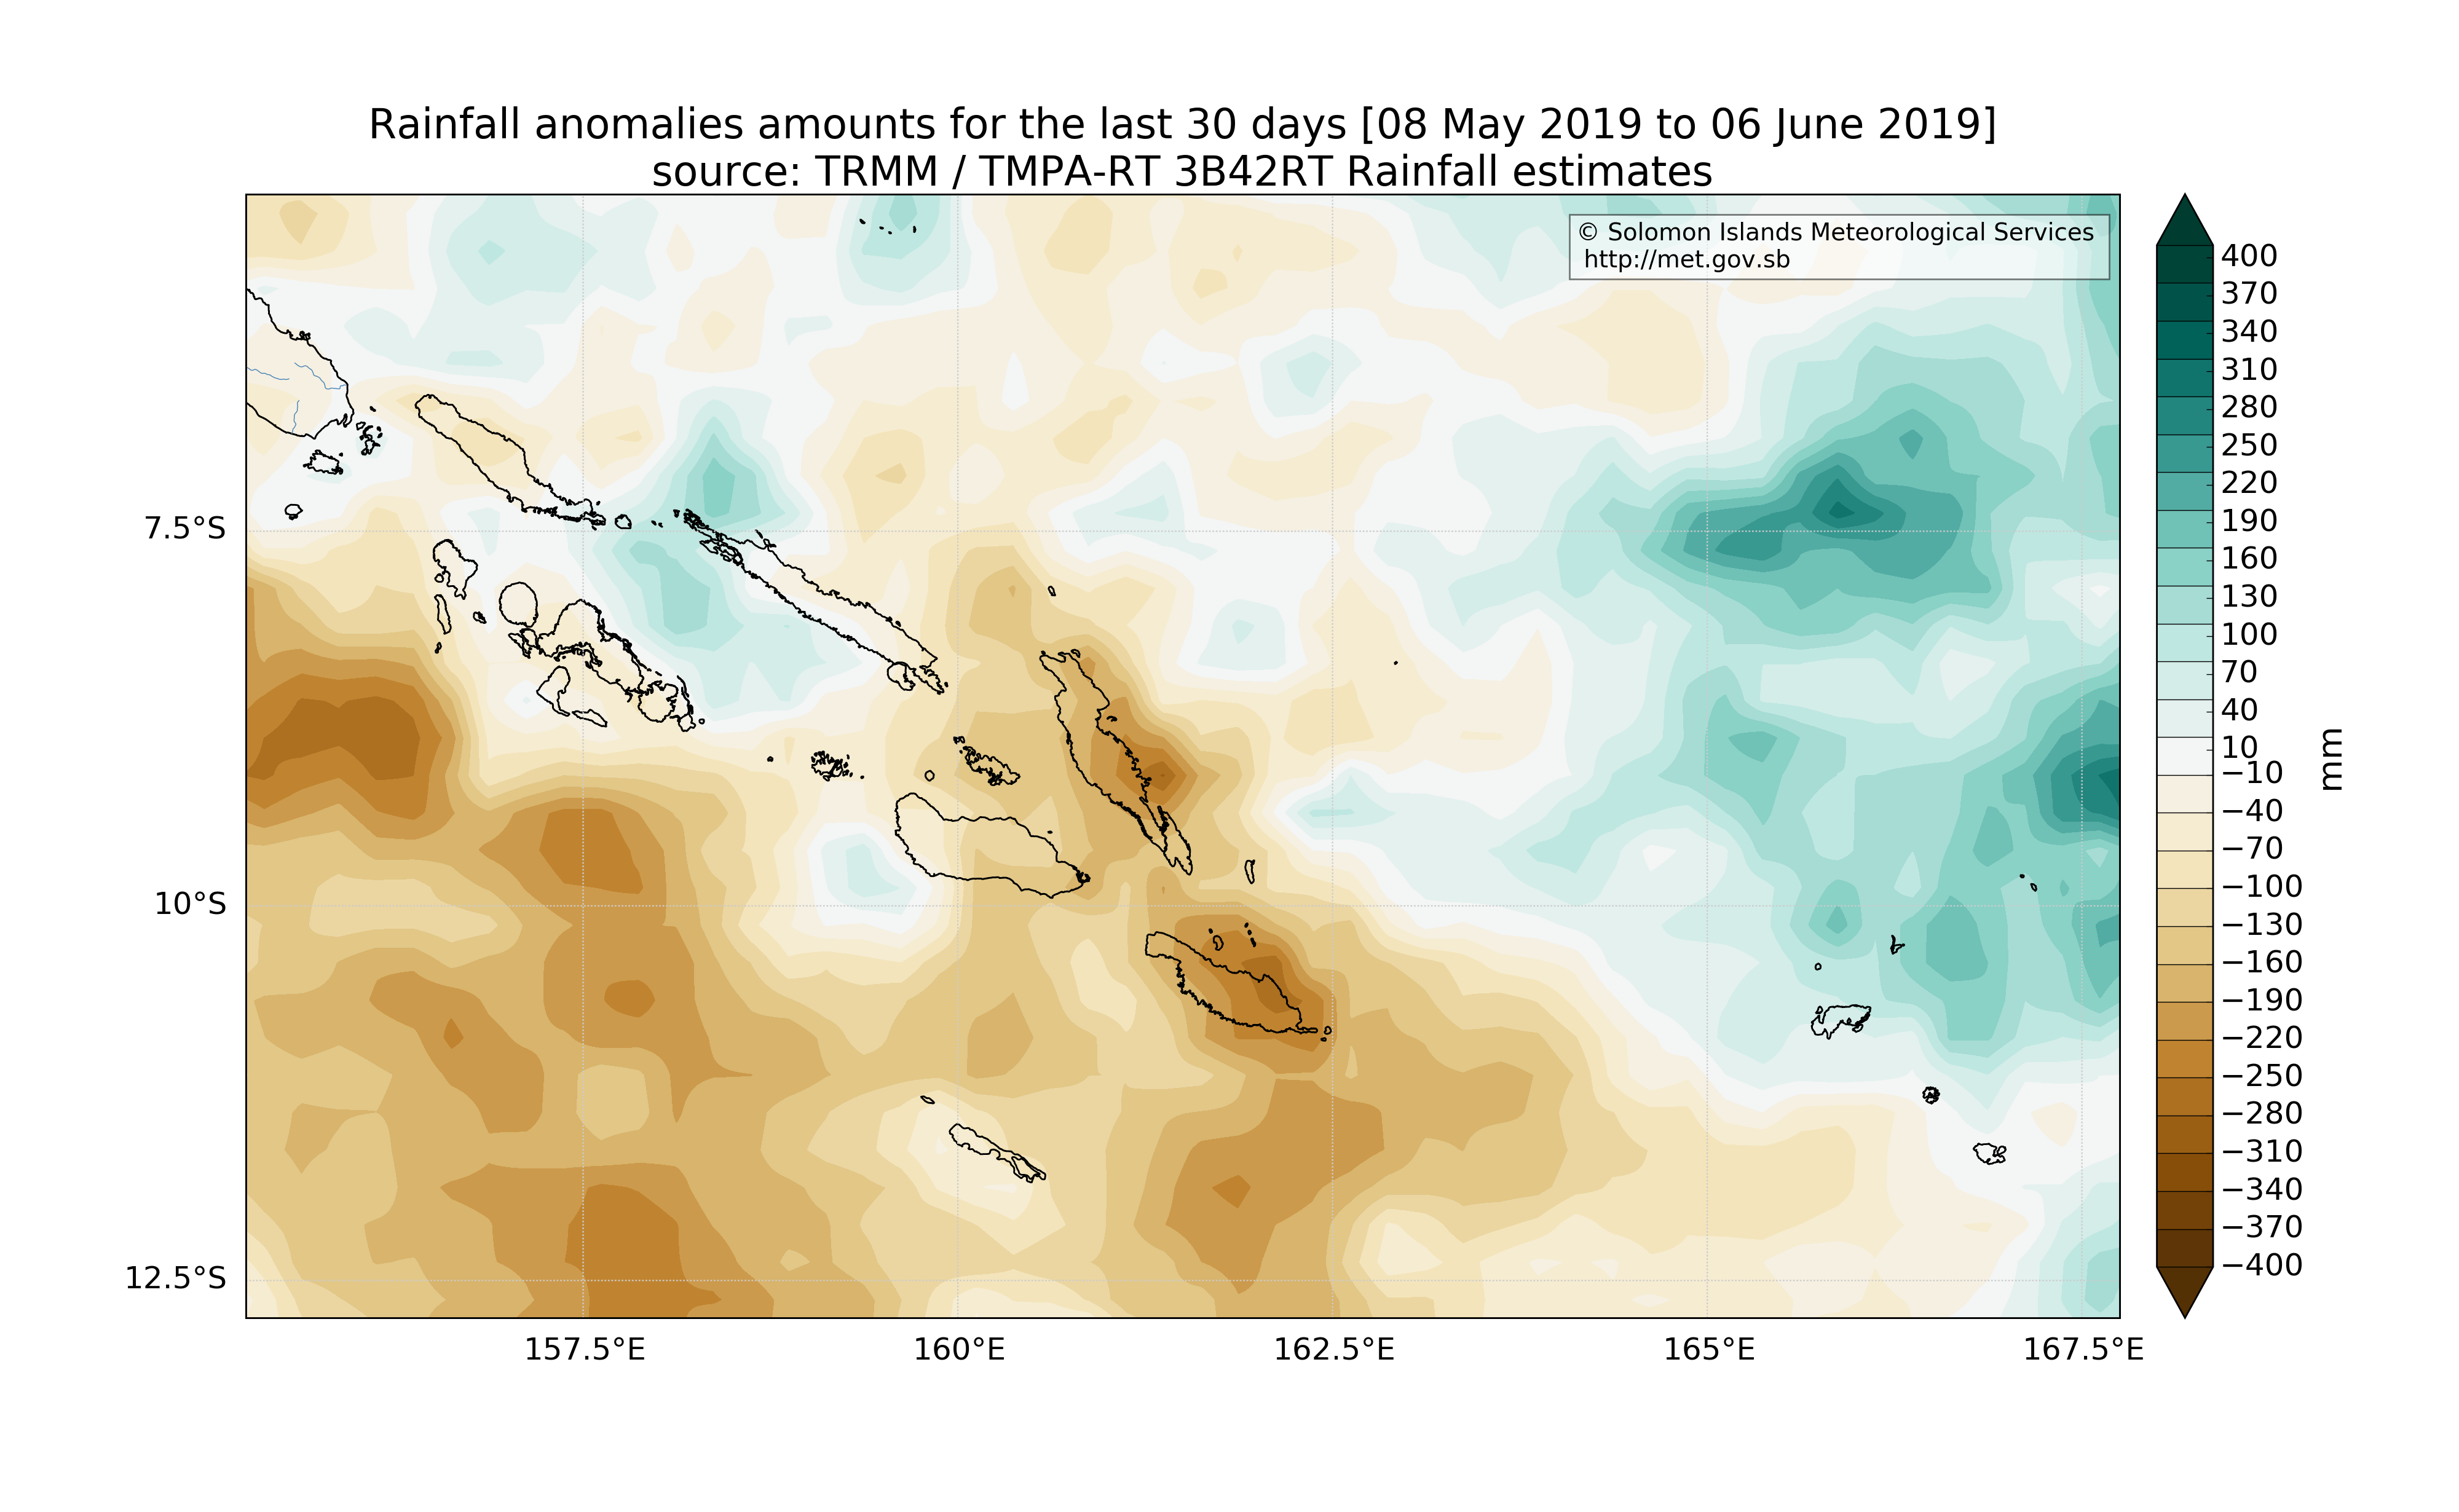 Rainfall anomalies amounts for the last 30 days [08 May 2019 to 06 June 2019]
source: TRMM / TMPA-RT 3B42RT Rainfall estimates
© Solomon Islands Meteorological Services
http://met.gov.sb
7.5°S
10°S
12.5°S
157.5°E
160°E
162.5°E
165°E
167.5°E
400
370
340
310
280
250
220
190
160
130
100
70
40
10
−10
−40
−70
−100
−130
−160
−190
−220
−250
−280
−310
−340
−370
−400
mm